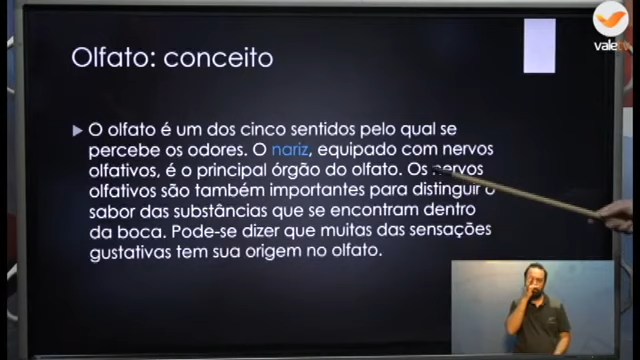 Olfato: conceito
O olfato é um dos cinco sentidos pelo qual se
percebe os odores. O nariz, equipado com nervos
olfativos, é o principal órgão do olfato. Os nervos
olfativos são também importantes para distinguir o
sabor das substâncias que se encontram dentro
da boca. Pode-se dizer que muitas das sensações
gustativas tem sua origem no olfato.